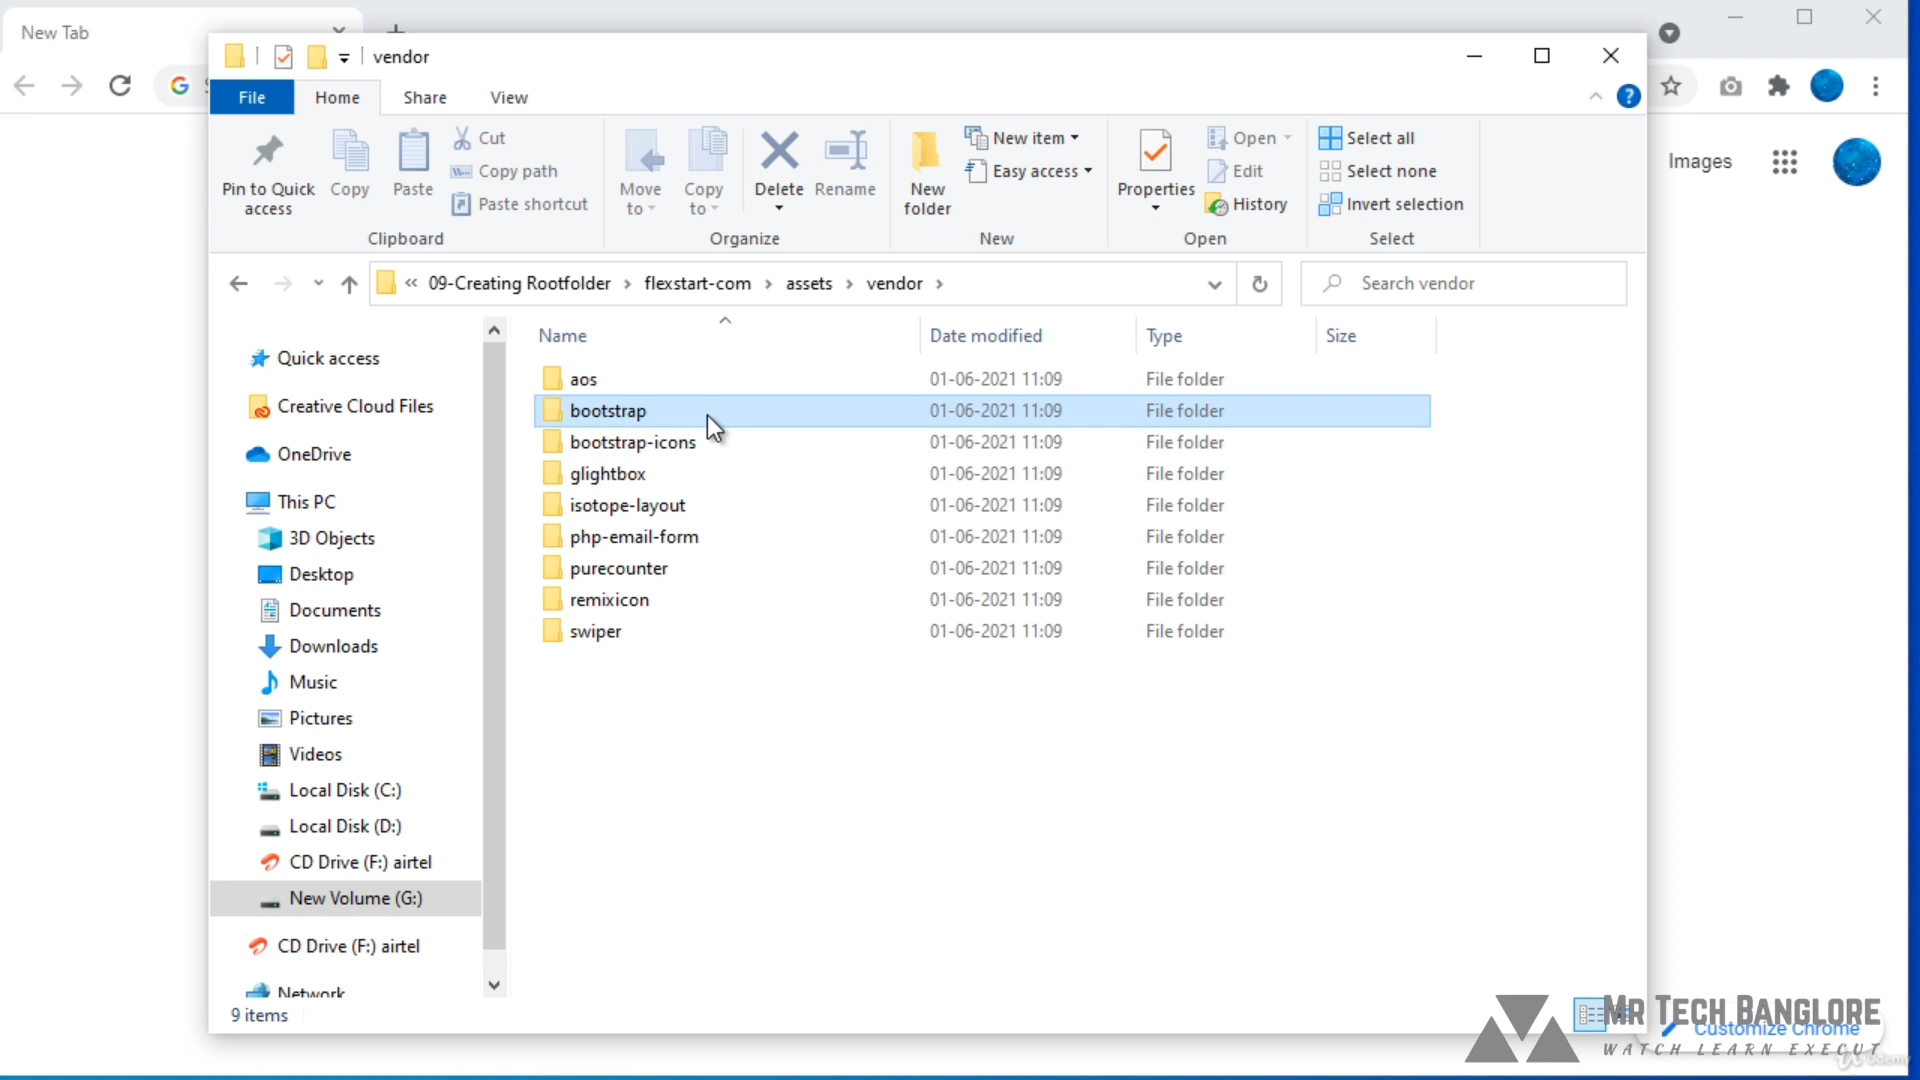 New Tab
vendor
File
Home
Share
View
Pin to Quick access
Copy
Paste
Cut
Copy path
Paste shortcut
Clipboard
Move to
Copy to
Delete
Rename
Organize
New folder
New item
Easy access
New
Properties
Open
Edit
History
Open
Select all
Select none
Invert selection
Select
Images
« 09-Creating Rootfolder › flexstart-com › assets › vendor ›
Search vendor
Name Date modified Type Size
aos 01-06-2021 11:09 File folder
bootstrap 01-06-2021 11:09 File folder
bootstrap-icons 01-06-2021 11:09 File folder
glightbox 01-06-2021 11:09 File folder
isotope-layout 01-06-2021 11:09 File folder
php-email-form 01-06-2021 11:09 File folder
purecounter 01-06-2021 11:09 File folder
remixicon 01-06-2021 11:09 File folder
swiper 01-06-2021 11:09 File folder
Quick access
Creative Cloud Files
OneDrive
This PC
3D Objects
Desktop
Documents
Downloads
Music
Pictures
Videos
Local Disk (C:)
Local Disk (D:)
CD Drive (F:) airtel
New Volume (G:)
CD Drive (F:) airtel
Network
9 items
Mr Tech Banglore
Customize Chrome
WATCH LEARN EXECUT
Udemy